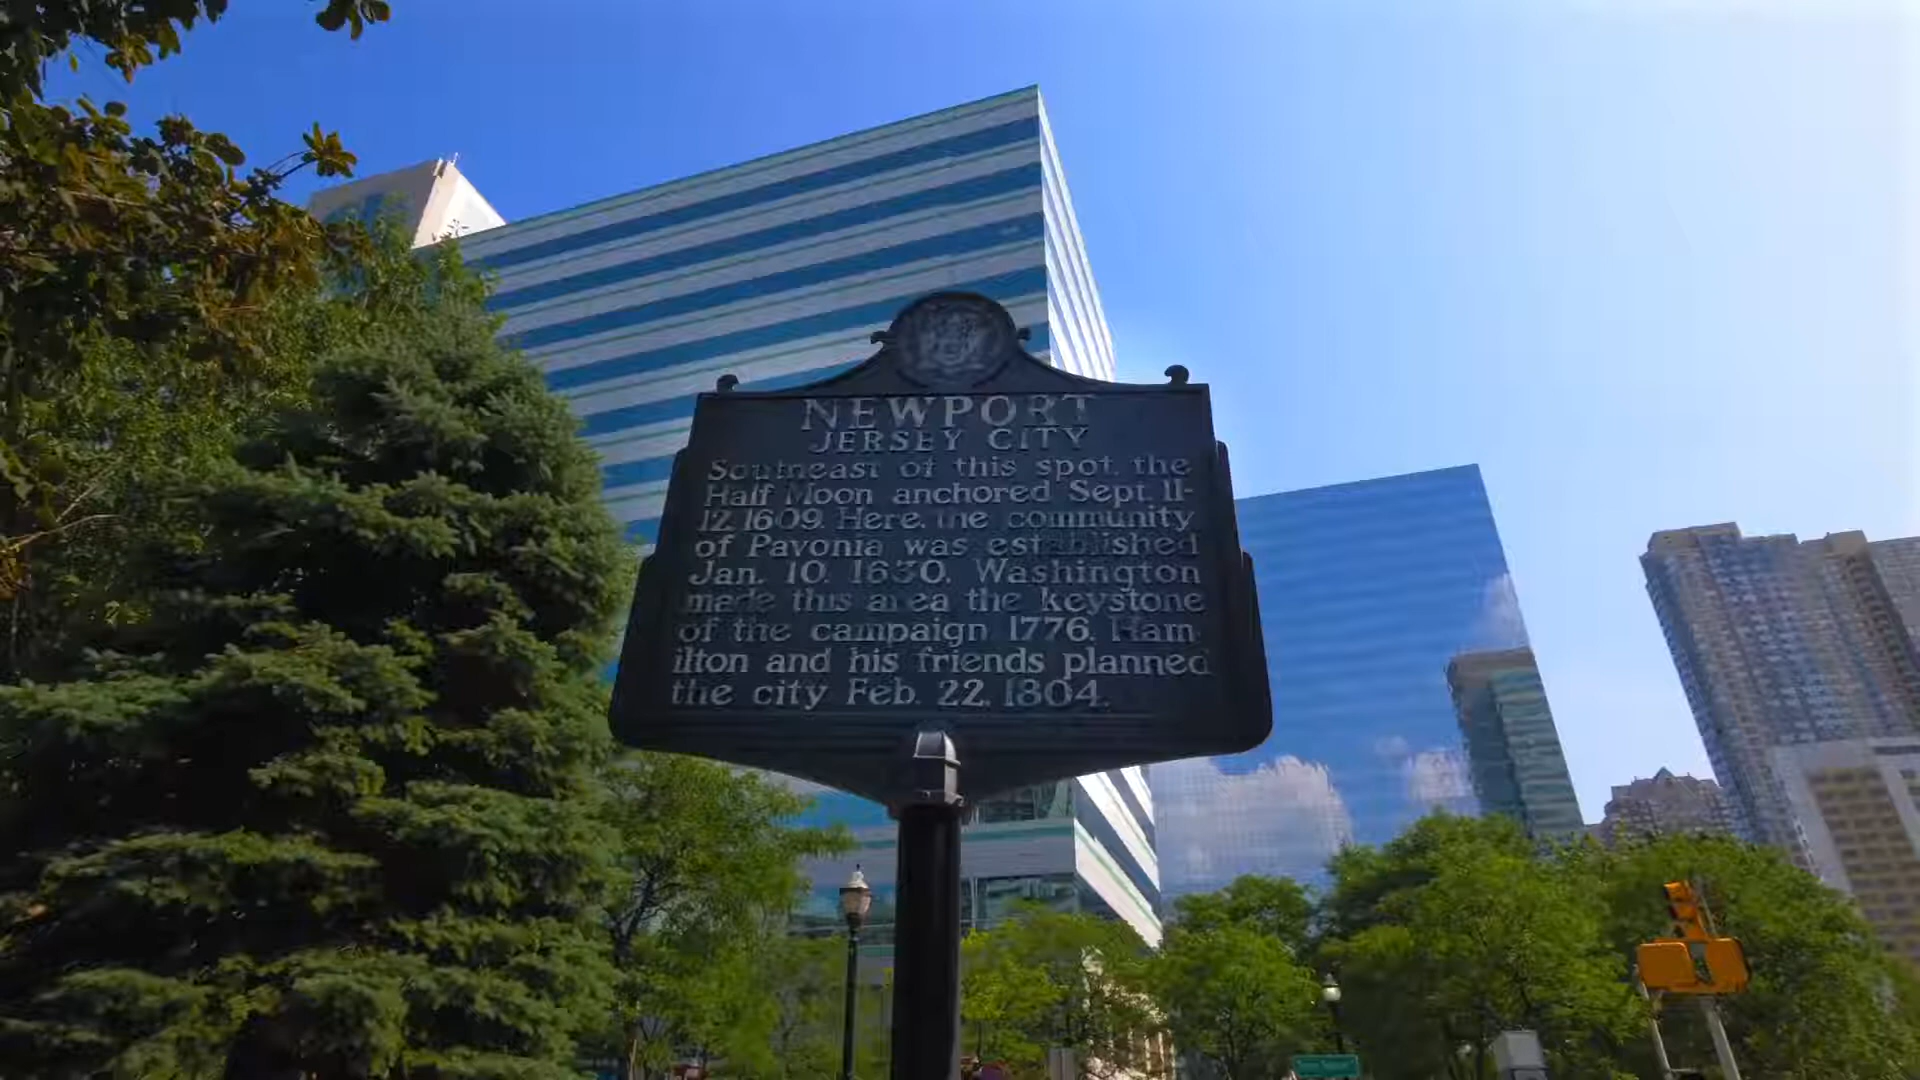 NEWPORT
JERSEY CITY
Southeast of this spot, the
Half Moon anchored Sept. 11-
12, 1609. Here, the community
of Pavonia was established
Jan. 10, 1630. Washington
made this area the keystone
of the campaign 1776. Ham-
ilton and his friends planned
the city Feb. 22, 1804.